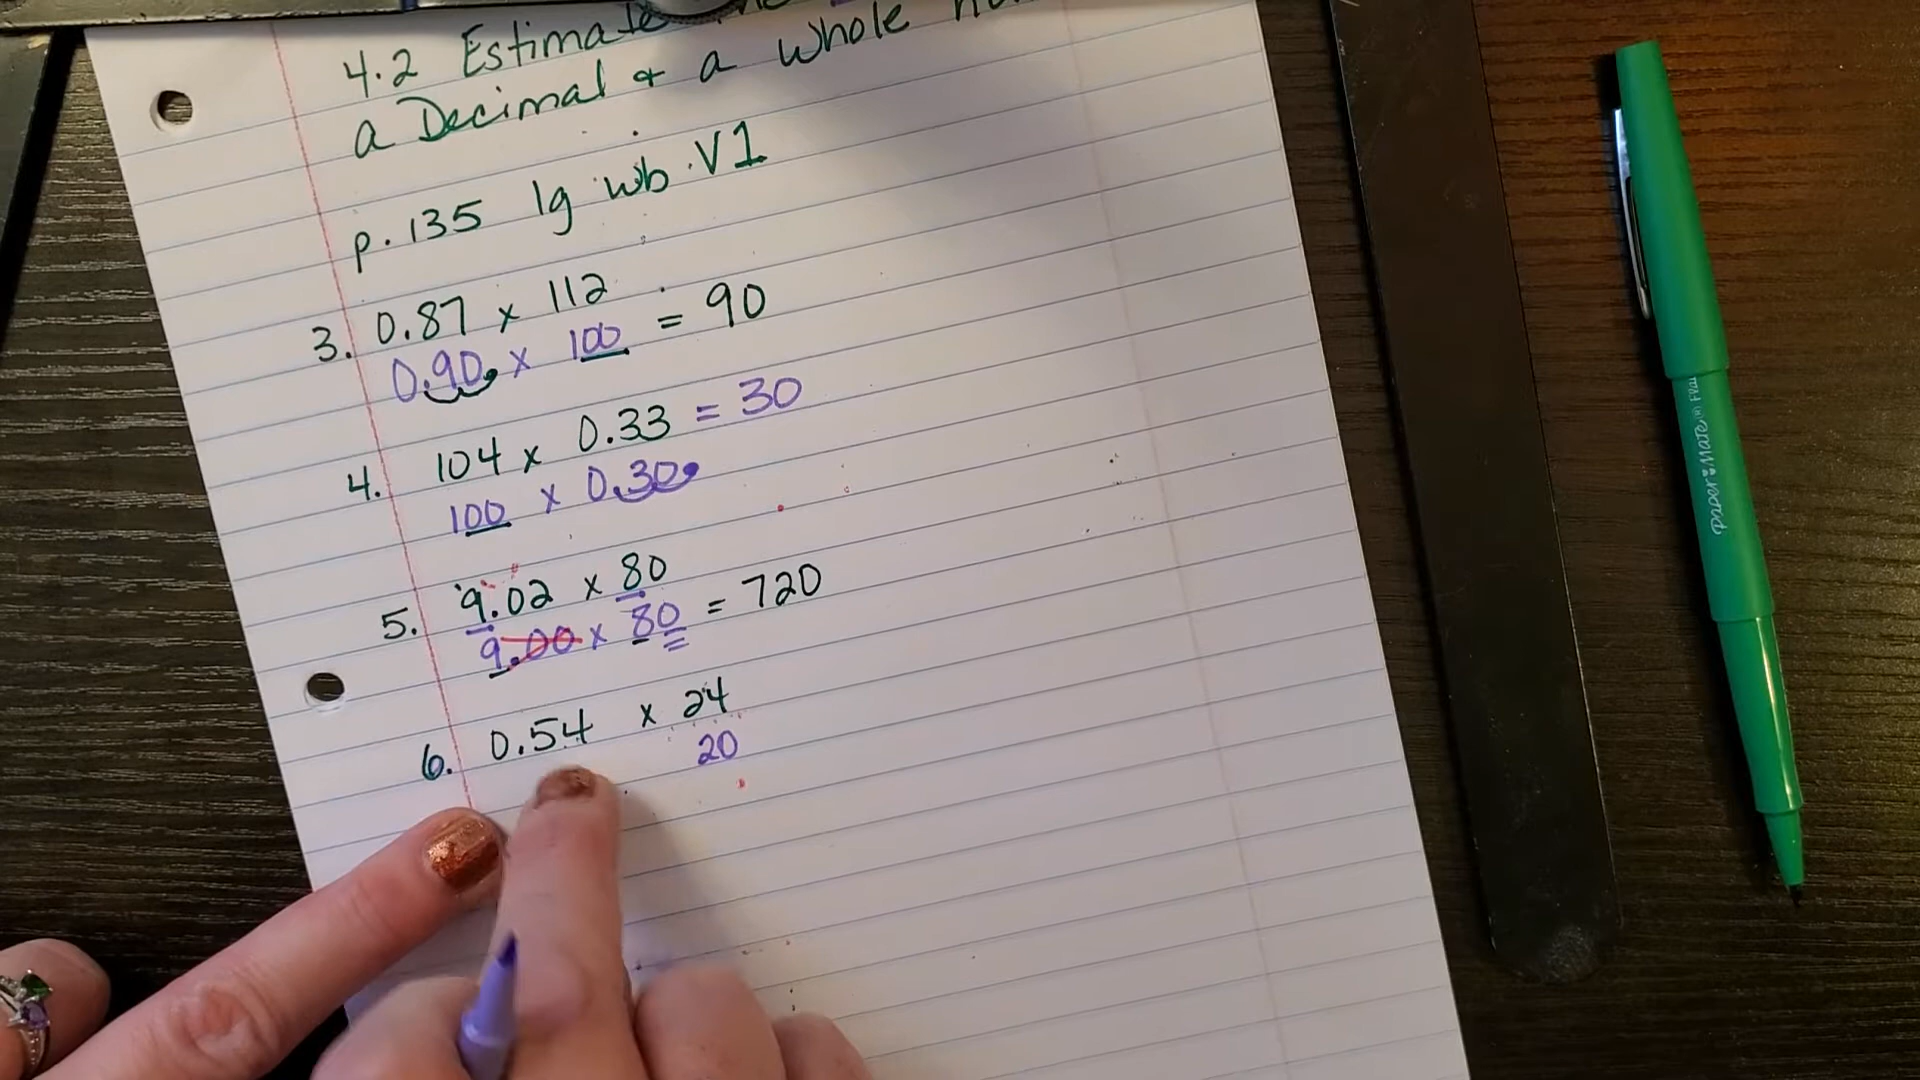 4.2 Estimate
a Decimal & a Whole
p. 135 lg wb V1
3. 0.87 x 112
0.90 x 100 = 90
4. 104 x 0.33 = 30
100 x 0.30
5. 9.02 x 80
9.00 x 80 = 720
6. 0.54 x 24
20
Paper Mate